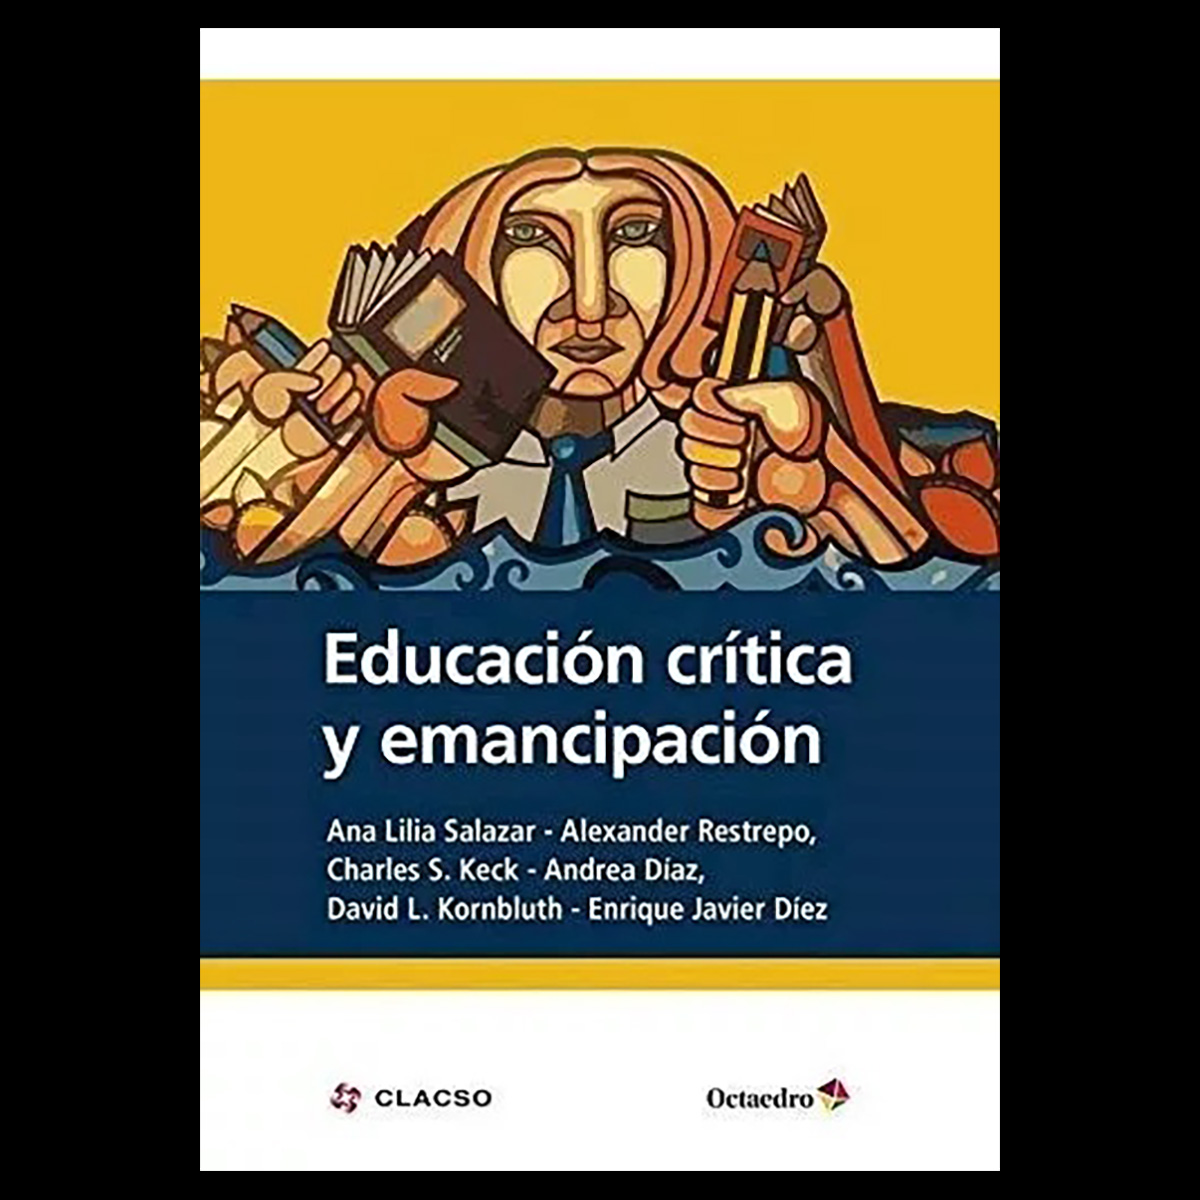 Educación crítica
y emancipación
Ana Lilia Salazar - Alexander Restrepo,
Charles S. Keck - Andrea Díaz,
David L. Kornbluth - Enrique Javier Díez
CLACSO
Octaedro